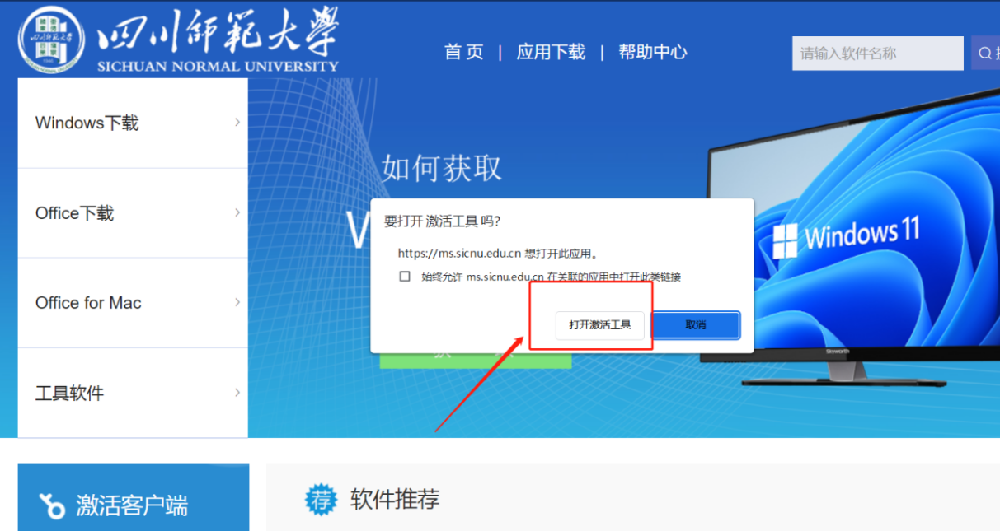 四川師範大學
SICHUAN NORMAL UNIVERSITY
首页 | 应用下载 | 帮助中心
请输入软件名称
Windows下载
Office下载
Office for Mac
工具软件
如何获取
W
要打开 激活工具 吗?
https://ms.sicnu.edu.cn 想打开此应用。
始终允许 ms.sicnu.edu.cn 在关联的应用中打开此类链接
打开激活工具
取消
Windows 11
Skyworth
激活客户端
荐 软件推荐